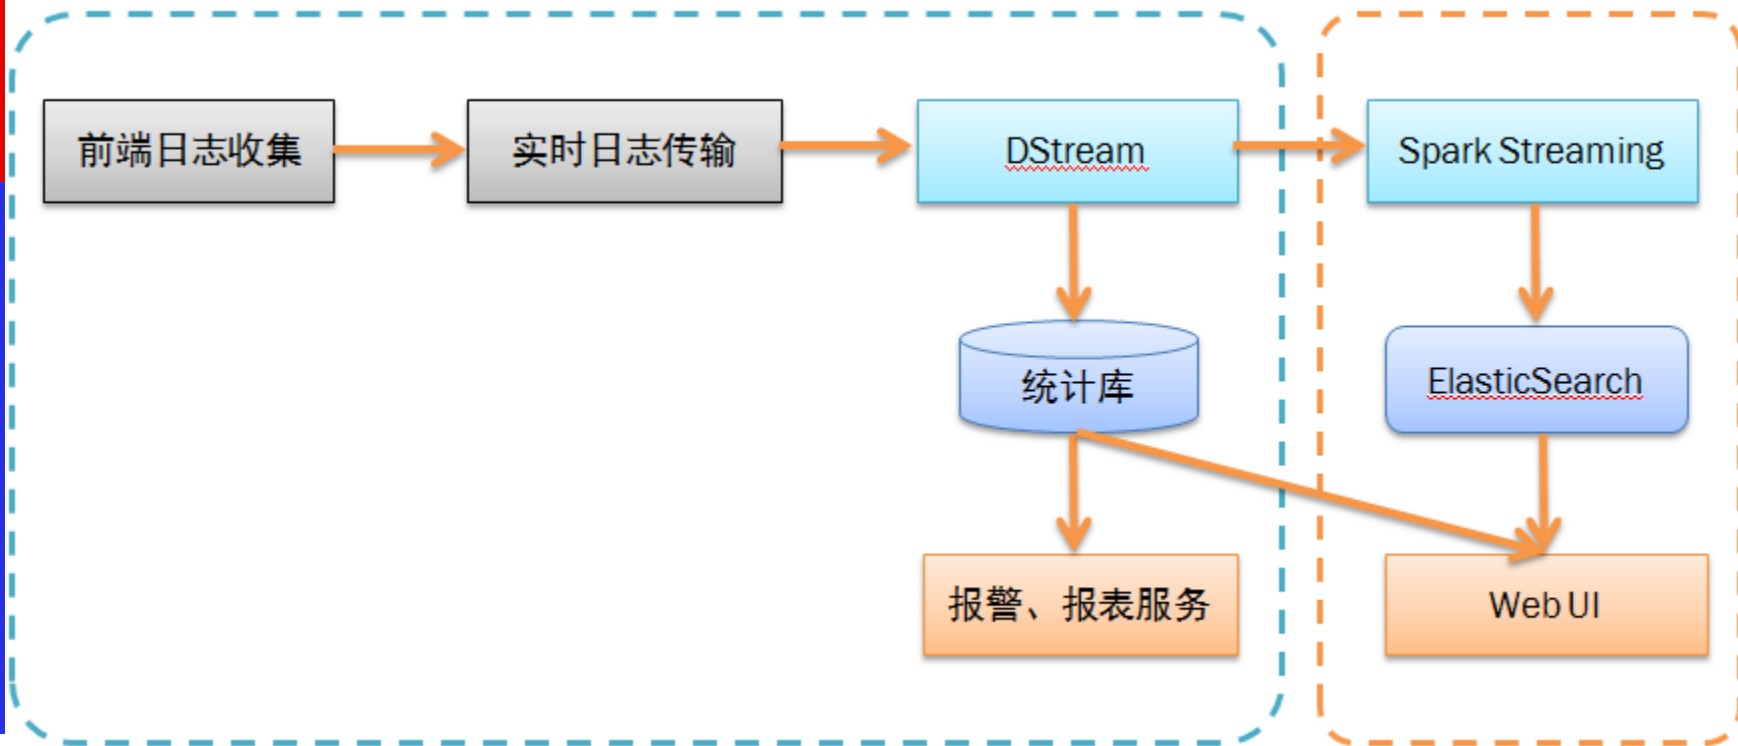 前端日志收集
实时日志传输
DStream
Spark Streaming
统计库
ElasticSearch
报警、报表服务
Web UI